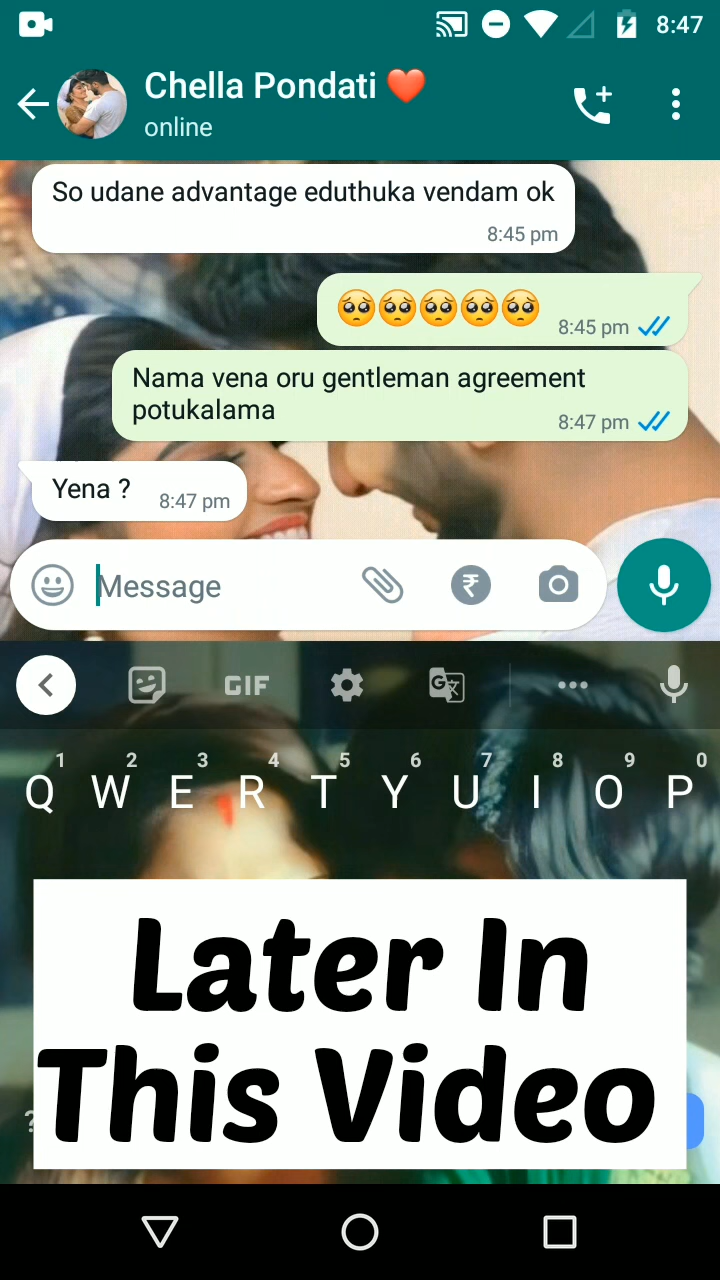 8:47
Chella Pondati ❤️
online
So udane advantage eduthuka vendam ok
8:45 pm
🥺🥺🥺🥺🥺
8:45 pm
Nama vena oru gentleman agreement
potukalama
8:47 pm
Yena ?
8:47 pm
Message
₹
GIF
G
1 2 3 4 5 6 7 8 9 0
Q W E R T Y U I O P
Later In
This Video
?